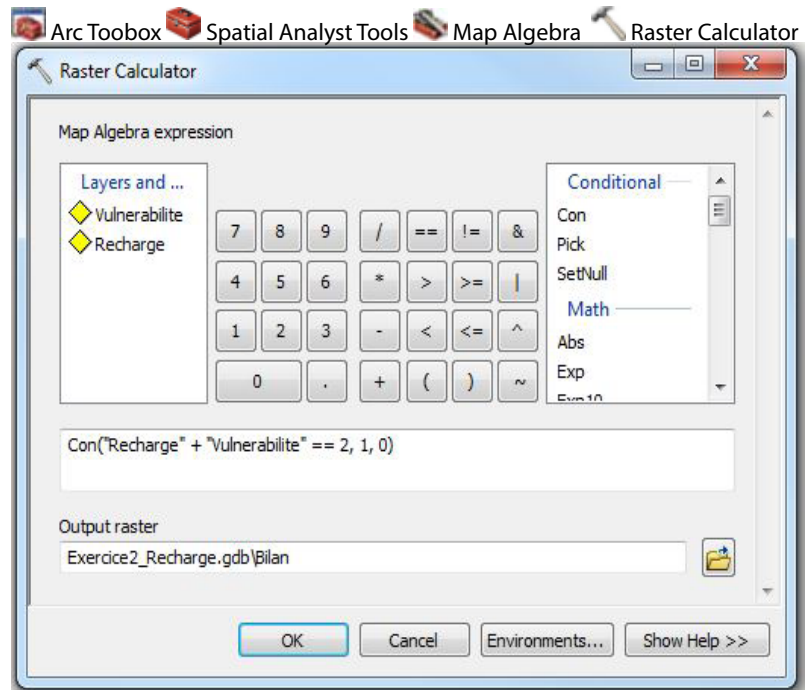 Arc Toobox Spatial Analyst Tools Map Algebra Raster Calculator
Raster Calculator
Map Algebra expression
Layers and ...
Vulnerabilite
Recharge
7 8 9 / == != &
4 5 6 * > >= |
1 2 3 - < <= ^
0 . + ( ) ~
Conditional
Con
Pick
SetNull
Math
Abs
Exp
Exp10
Con("Recharge" + "Vulnerabilite" == 2, 1, 0)
Output raster
Exercice2_Recharge.gdb\Bilan
OK Cancel Environments... Show Help >>